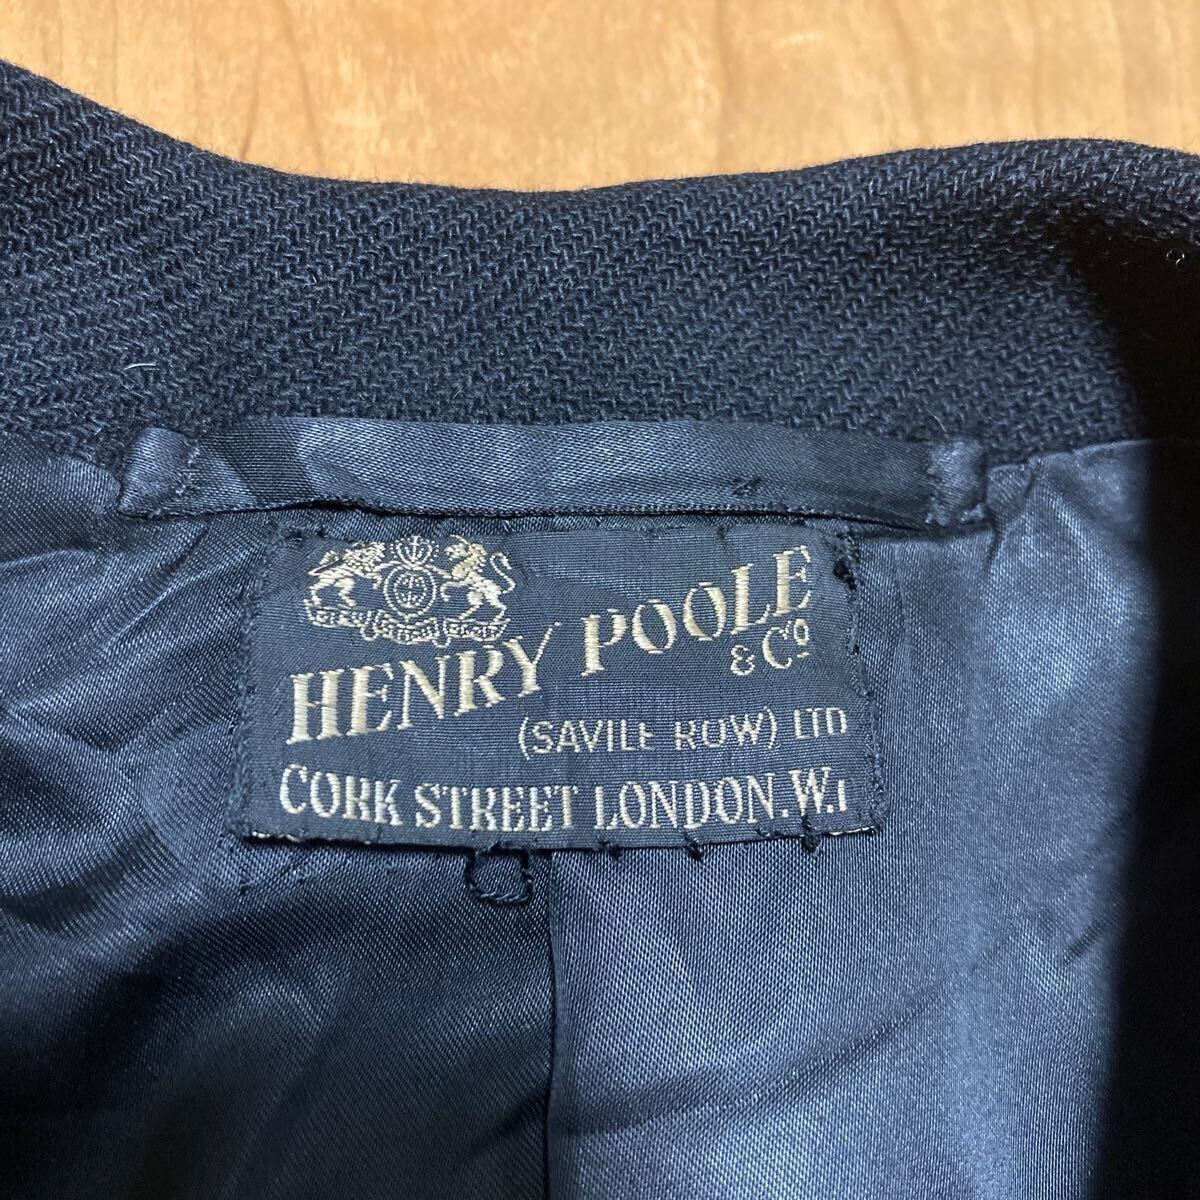 HENRY POOLE
& Cº
(SAVILE ROW) LTD
CORK STREET LONDON.W.1